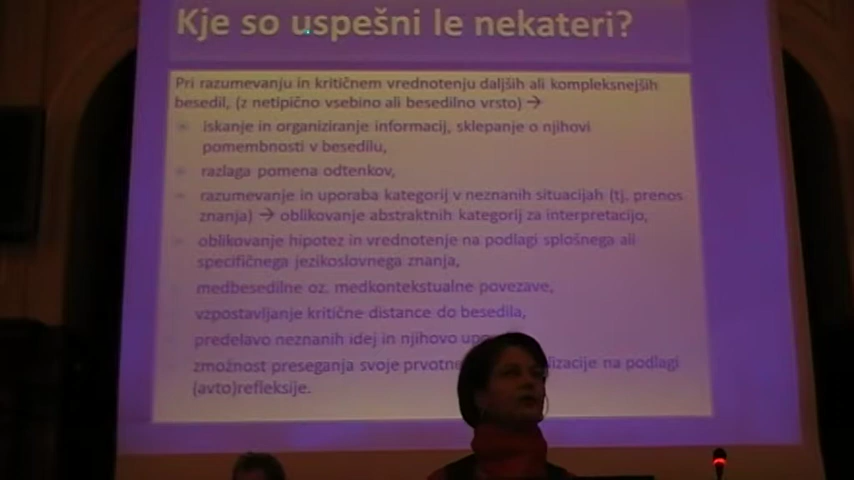 Kje so uspešni le nekateri?
Pri razumevanju in kritičnem vrednotenju daljših ali kompleksnejših
besedil, (z netipično vsebino ali besedilno vrsto) →
iskanje in organiziranje informacij, sklepanje o njihovi
pomembnosti v besedilu,
razlaga pomena odtenkov,
razumevanje in uporaba kategorij v neznanih situacijah (tj. prenos
znanja) → oblikovanje abstraktnih kategorij za interpretacijo,
oblikovanje hipotez in vrednotenje na podlagi splošnega ali
specifičnega jezikoslovnega znanja,
medbesedilne oz. medkontekstualne povezave,
vzpostavljanje kritične distance do besedila,
predelavo neznanih idej in njihovo
zmožnost preseganja svoje prvotne na podlagi
(avto)refleksije.